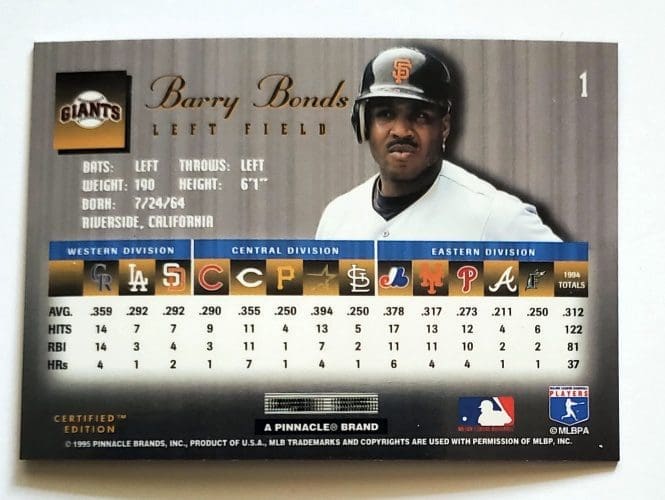 1
Barry Bonds
GIANTS
LEFT FIELD
BATS: LEFT THROWS: LEFT
WEIGHT: 190 HEIGHT: 6'1"
BORN: 7/24/64
RIVERSIDE, CALIFORNIA
WESTERN DIVISION CENTRAL DIVISION EASTERN DIVISION
CR LA SD C C P STL M P A F 1994 TOTALS
AVG. .359 .292 .292 .290 .355 .250 .394 .250 .378 .317 .273 .211 .250 .312
HITS 14 7 7 9 11 4 13 5 17 13 12 4 6 122
RBI 14 3 4 3 11 1 7 2 11 11 10 2 2 81
HRs 4 1 2 1 7 1 4 1 6 4 4 1 1 37
CERTIFIED™
EDITION
A PINNACLE® BRAND
PLAYERS
©MLBPA
© 1995 PINNACLE BRANDS, INC., PRODUCT OF U.S.A., MLB TRADEMARKS AND COPYRIGHTS ARE USED WITH PERMISSION OF MLBP, INC.